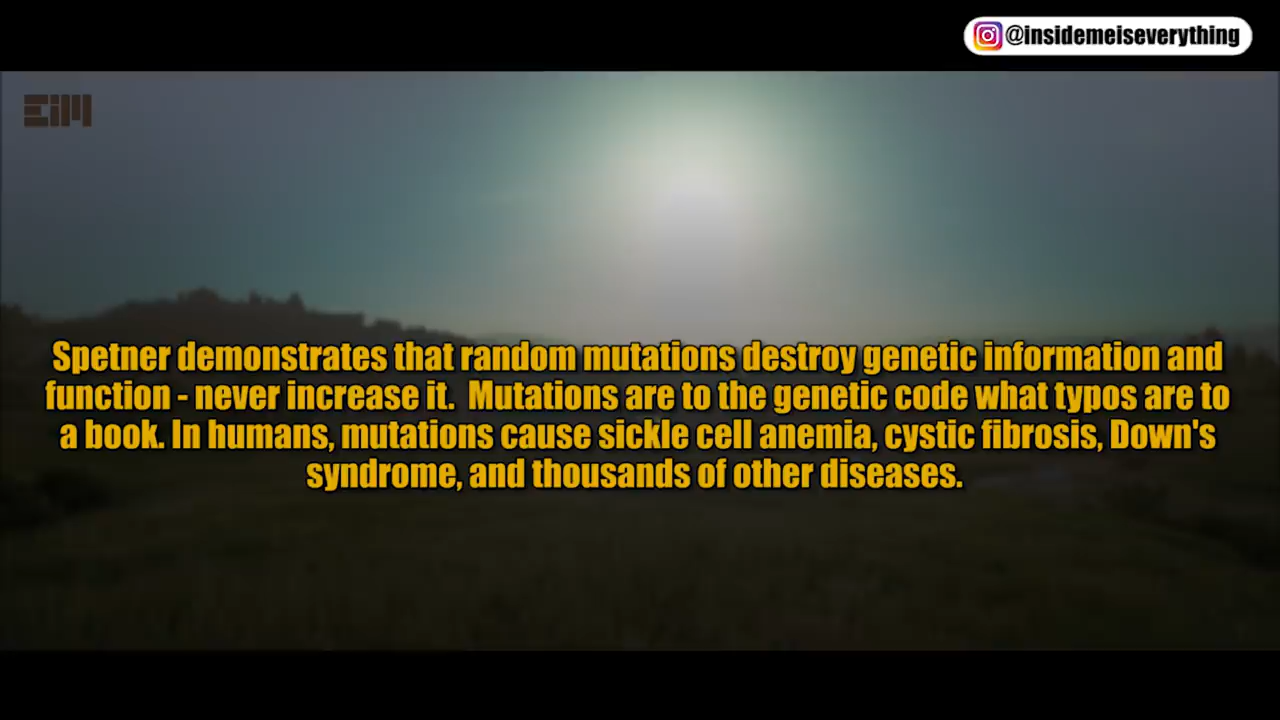 @insidemeiseverything
EIM
Spetner demonstrates that random mutations destroy genetic information and
function - never increase it. Mutations are to the genetic code what typos are to
a book. In humans, mutations cause sickle cell anemia, cystic fibrosis, Down's
syndrome, and thousands of other diseases.